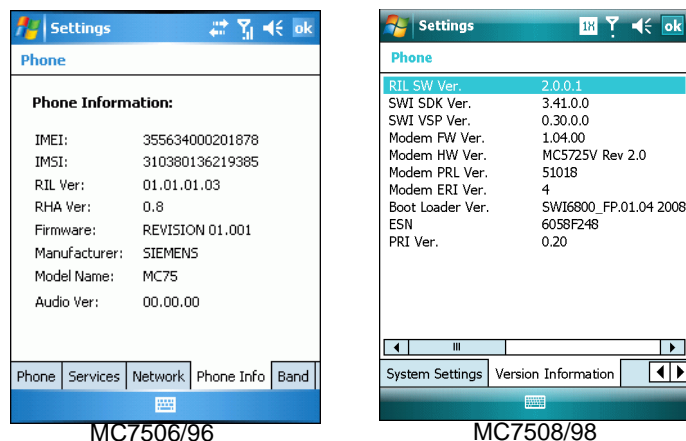 Settings
ok
Phone
Phone Information:
IMEI: 355634000201878
IMSI: 310380136219385
RIL Ver: 01.01.01.03
RHA Ver: 0.8
Firmware: REVISION 01.001
Manufacturer: SIEMENS
Model Name: MC75
Audio Ver: 00.00.00
Phone Services Network Phone Info Band
MC7506/96
Settings
1X
ok
Phone
RIL SW Ver. 2.0.0.1
SWI SDK Ver. 3.41.0.0
SWI VSP Ver. 0.30.0.0
Modem FW Ver. 1.04.00
Modem HW Ver. MC5725V Rev 2.0
Modem PRL Ver. 51018
Modem ERI Ver. 4
Boot Loader Ver. SWI6800_FP.01.04 2008
ESN 6058F248
PRI Ver. 0.20
System Settings Version Information
MC7508/98